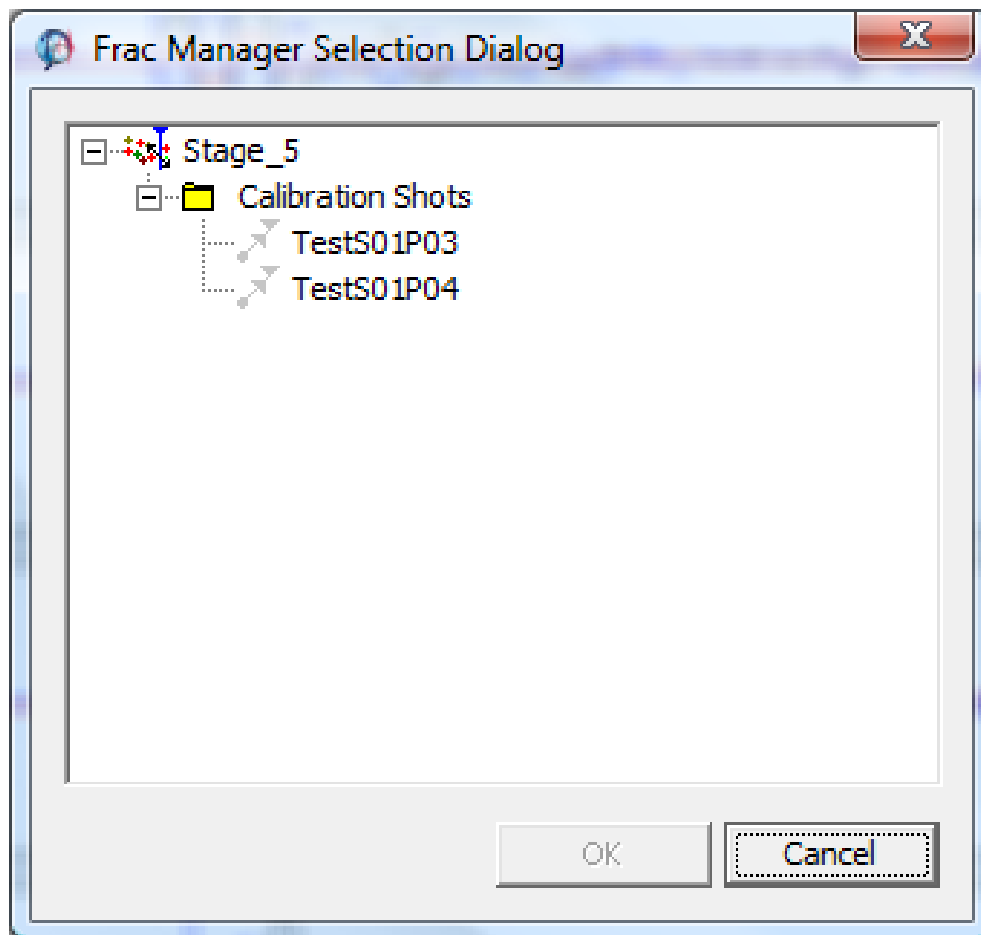 Frac Manager Selection Dialog
Stage_5
Calibration Shots
TestS01P03
TestS01P04
OK
Cancel